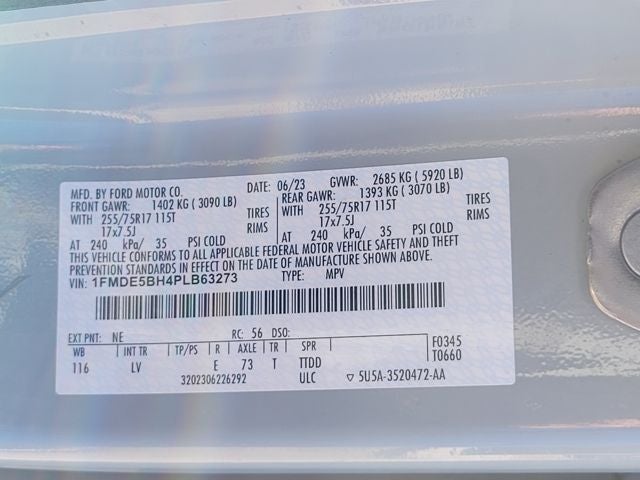 MFD. BY FORD MOTOR CO. DATE: 06/23 GVWR: 2685 KG ( 5920 LB)
FRONT GAWR: 1402 KG ( 3090 LB) REAR GAWR: 1393 KG ( 3070 LB)
WITH 255/75R17 115T TIRES WITH 255/75R17 115T TIRES
17x7.5J RIMS 17x7.5J RIMS
AT 240 kPa/ 35 PSI COLD AT 240 kPa/ 35 PSI COLD
THIS VEHICLE CONFORMS TO ALL APPLICABLE FEDERAL MOTOR VEHICLE SAFETY AND THEFT
PREVENTION STANDARDS IN EFFECT ON THE DATE OF MANUFACTURE SHOWN ABOVE.
VIN: 1FMDE5BH4PLB63273 TYPE: MPV
EXT PNT: NE RC: 56 DSO: F0345
WB INT TR TP/PS R AXLE TR SPR T0660
116 LV E 73 T TTDD
3202306226292 ULC ▽ 5U5A-3520472-AA